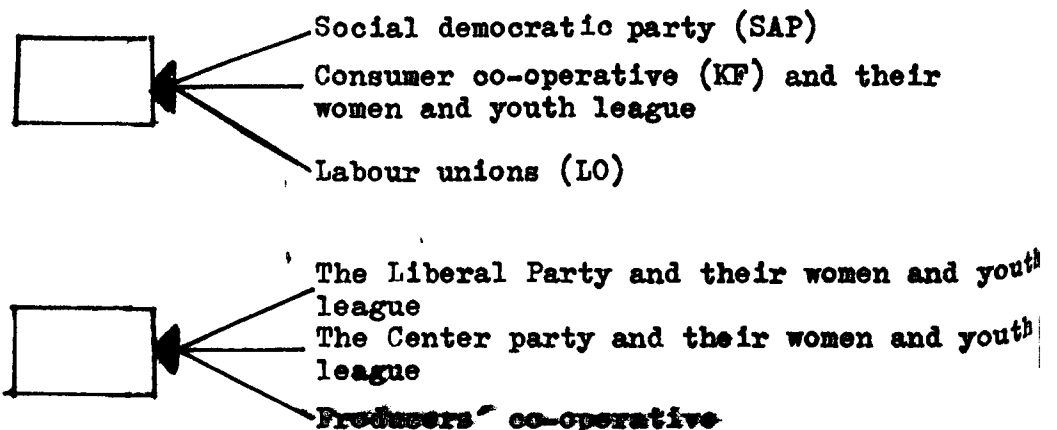 Social democratic party (SAP)
Consumer co-operative (KF) and their
women and youth league
Labour unions (LO)
The Liberal Party and their women and youth
league
The Center party and their women and youth
league
Producers' co-operative